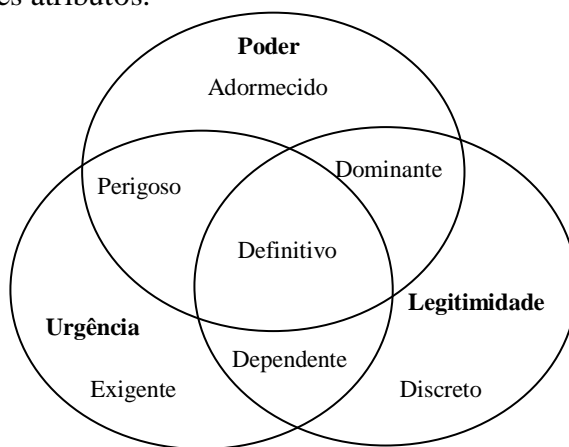 es atributos.
Poder
Adormecido
Perigoso
Dominante
Definitivo
Urgência
Legitimidade
Dependente
Exigente
Discreto